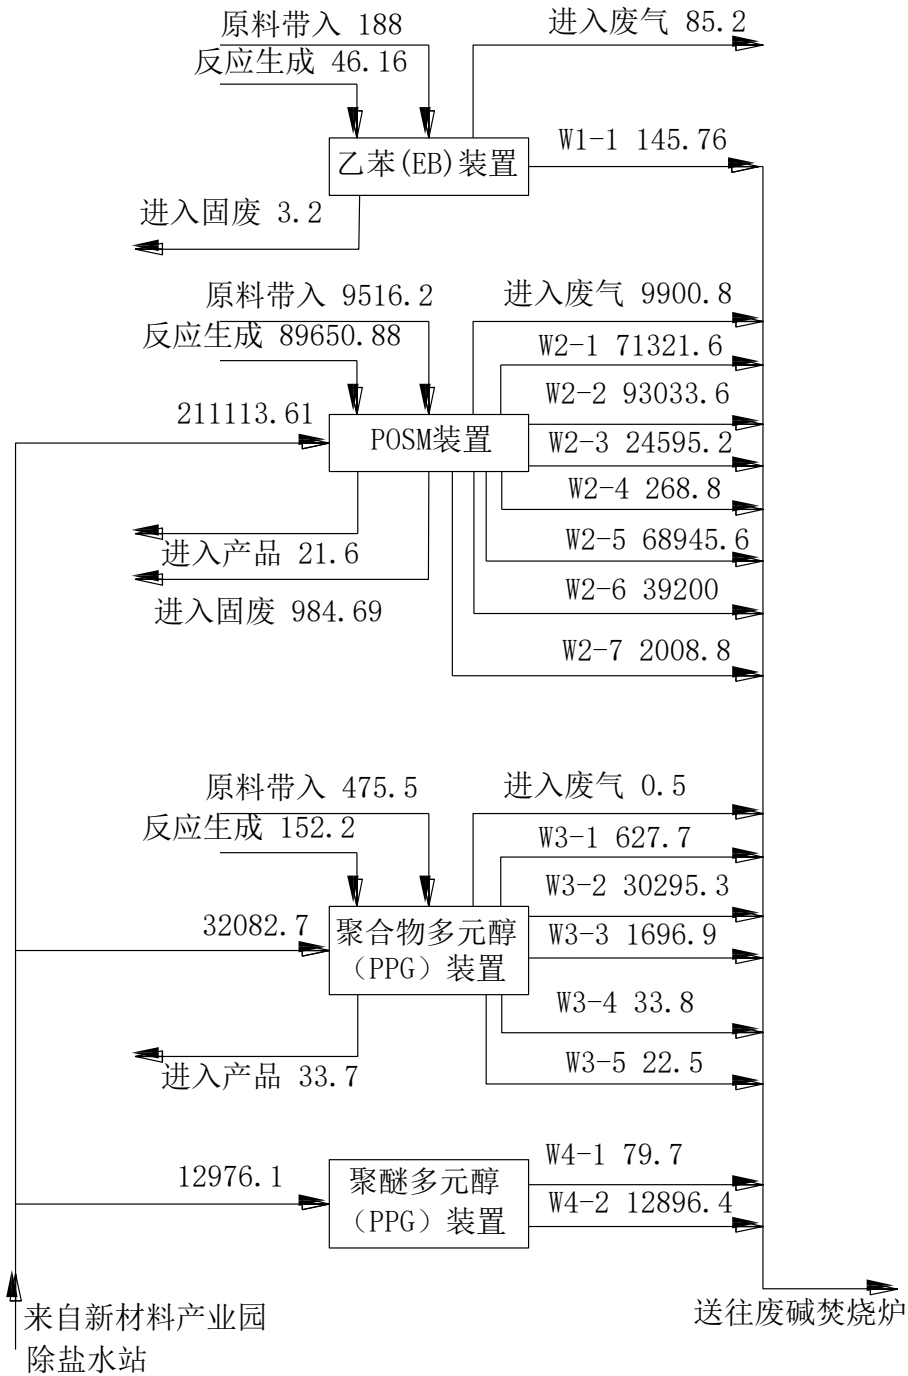 原料带入 188
进入废气 85.2
反应生成 46.16
W1-1 145.76
乙苯(EB)装置
进入固废 3.2
原料带入 9516.2
进入废气 9900.8
反应生成 89650.88
W2-1 71321.6
W2-2 93033.6
211113.61
POSM装置
W2-3 24595.2
W2-4 268.8
W2-5 68945.6
进入产品 21.6
W2-6 39200
进入固废 984.69
W2-7 2008.8
原料带入 475.5
进入废气 0.5
反应生成 152.2
W3-1 627.7
W3-2 30295.3
32082.7
聚合物多元醇
（PPG）装置
W3-3 1696.9
W3-4 33.8
W3-5 22.5
进入产品 33.7
W4-1 79.7
12976.1
聚醚多元醇
（PPG）装置
W4-2 12896.4
来自新材料产业园
除盐水站
送往废碱焚烧炉